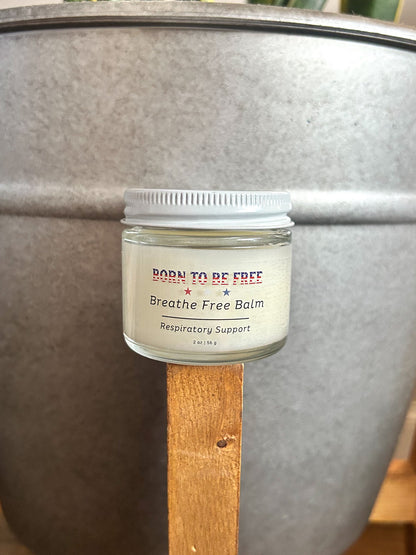 BORN TO BE FREE
Breathe Free Balm
Respiratory Support
2 oz | 56 g